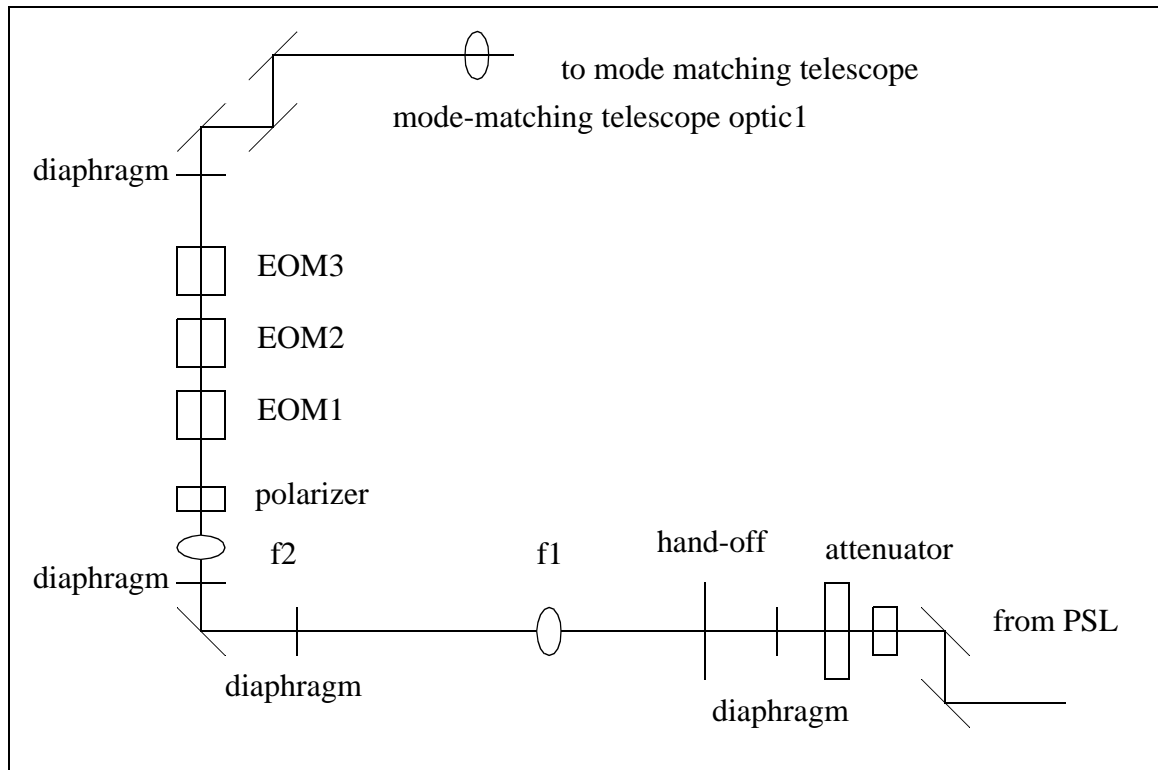 to mode matching telescope
mode-matching telescope optic1
diaphragm
EOM3
EOM2
EOM1
polarizer
f2
f1
hand-off
attenuator
diaphragm
from PSL
diaphragm
diaphragm